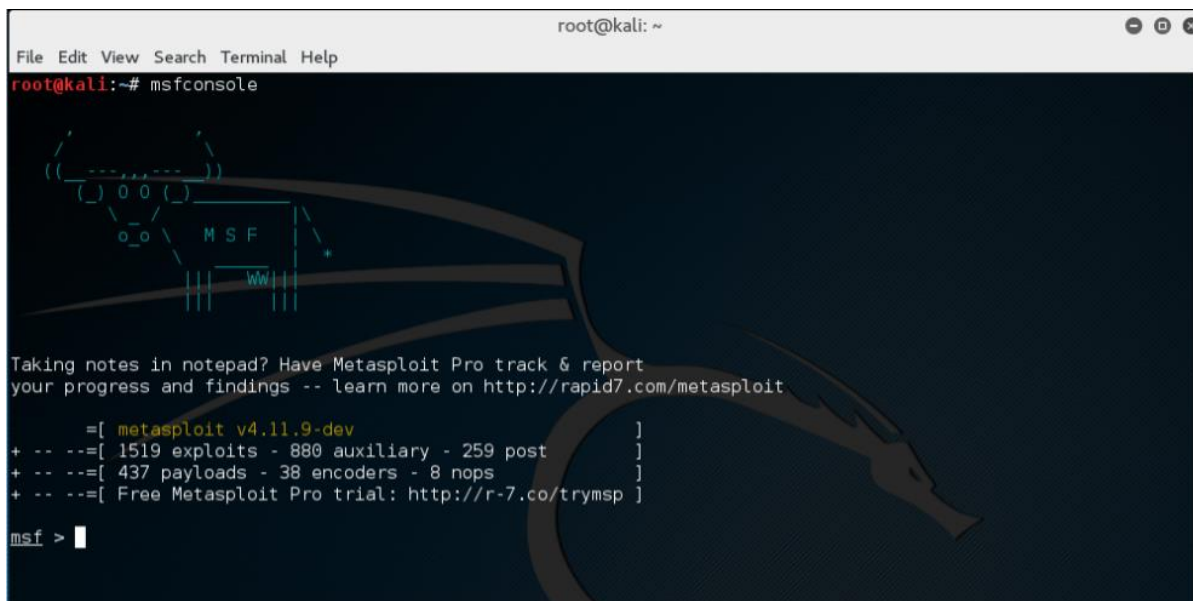 root@kali: ~
File Edit View Search Terminal Help
root@kali:~# msfconsole
M S F
WW
Taking notes in notepad? Have Metasploit Pro track & report
your progress and findings -- learn more on http://rapid7.com/metasploit
=[ metasploit v4.11.9-dev ]
+ -- --=[ 1519 exploits - 880 auxiliary - 259 post ]
+ -- --=[ 437 payloads - 38 encoders - 8 nops ]
+ -- --=[ Free Metasploit Pro trial: http://r-7.co/trymsp ]
msf >